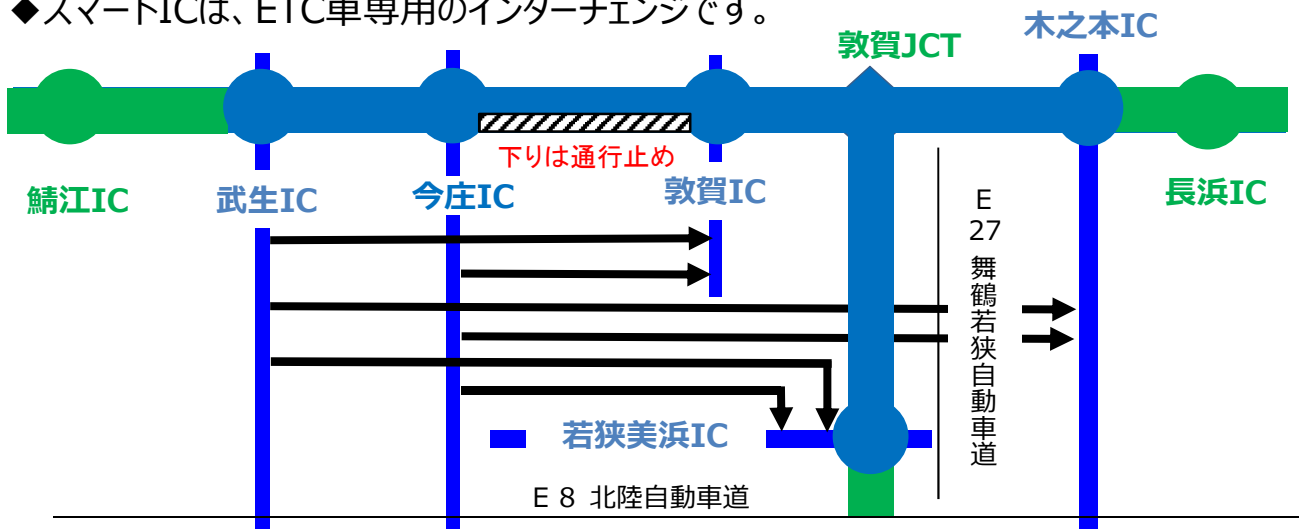 ◆スマートICは、ETC車専用のインターチェンジです。
木之本IC
敦賀JCT
下りは通行止め
鯖江IC
武生IC
今庄IC
敦賀IC
長浜IC
E
27
舞鶴若狭自動車道
若狭美浜IC
E 8 北陸自動車道